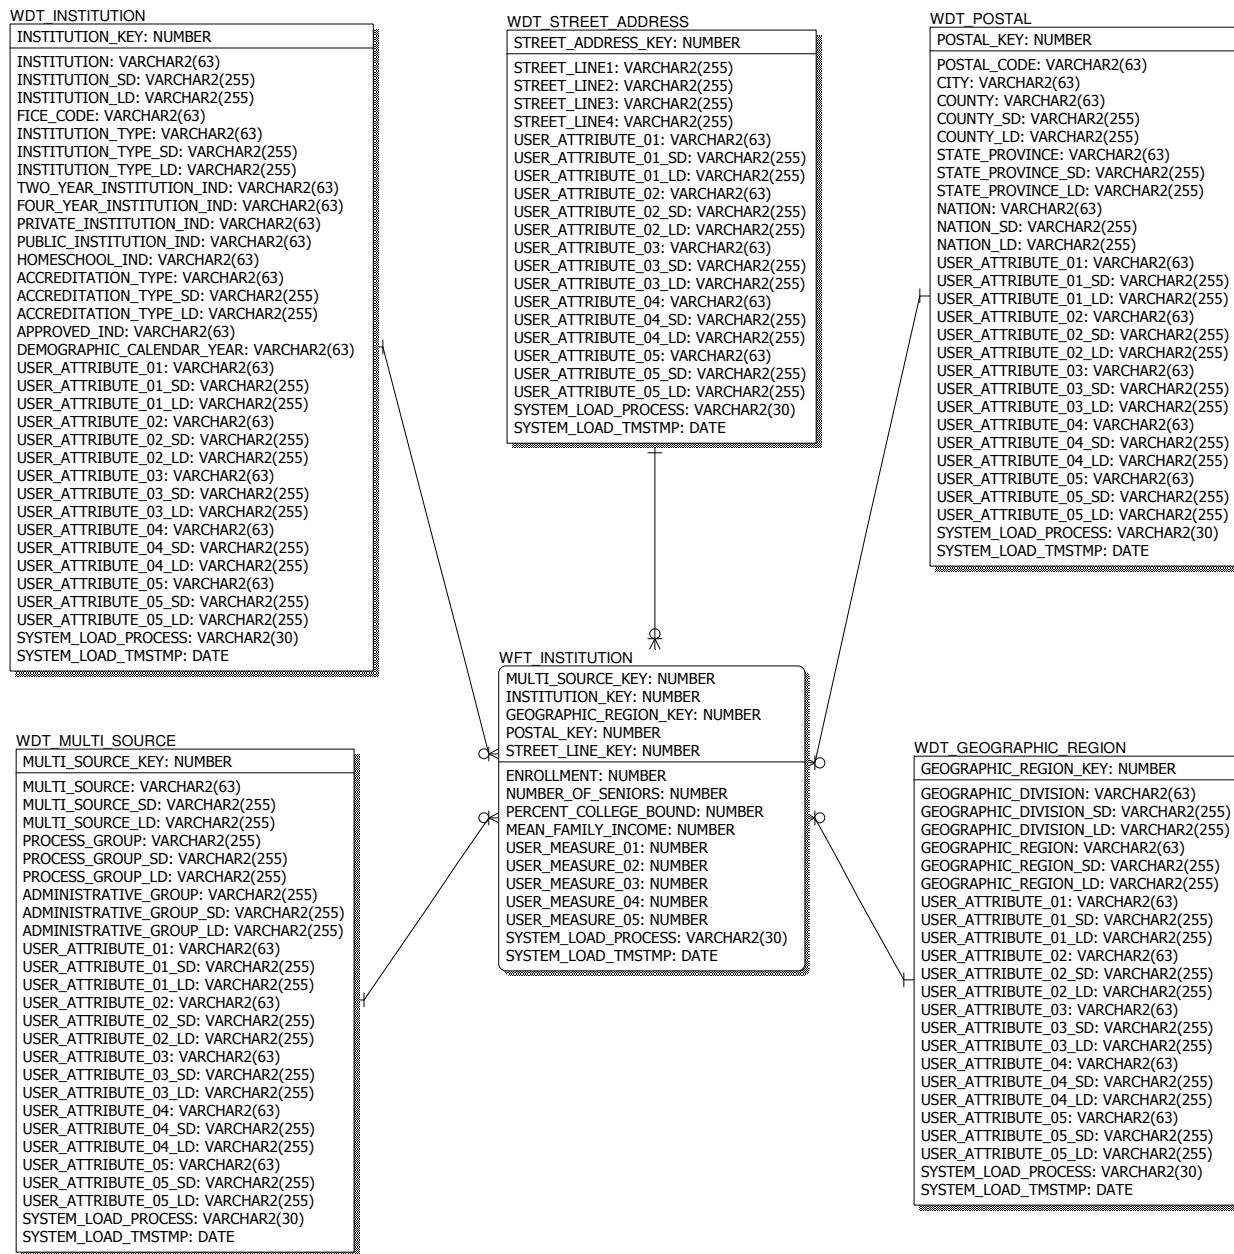 WDT_INSTITUTION
INSTITUTION_KEY: NUMBER
INSTITUTION: VARCHAR2(63)
INSTITUTION_SD: VARCHAR2(255)
INSTITUTION_LD: VARCHAR2(255)
FICE_CODE: VARCHAR2(63)
INSTITUTION_TYPE: VARCHAR2(63)
INSTITUTION_TYPE_SD: VARCHAR2(255)
INSTITUTION_TYPE_LD: VARCHAR2(255)
TWO_YEAR_INSTITUTION_IND: VARCHAR2(63)
FOUR_YEAR_INSTITUTION_IND: VARCHAR2(63)
PRIVATE_INSTITUTION_IND: VARCHAR2(63)
PUBLIC_INSTITUTION_IND: VARCHAR2(63)
HOMESCHOOL_IND: VARCHAR2(63)
ACCREDITATION_TYPE: VARCHAR2(63)
ACCREDITATION_TYPE_SD: VARCHAR2(255)
ACCREDITATION_TYPE_LD: VARCHAR2(255)
APPROVED_IND: VARCHAR2(63)
DEMOGRAPHIC_CALENDAR_YEAR: VARCHAR2(63)
USER_ATTRIBUTE_01: VARCHAR2(63)
USER_ATTRIBUTE_01_SD: VARCHAR2(255)
USER_ATTRIBUTE_01_LD: VARCHAR2(255)
USER_ATTRIBUTE_02: VARCHAR2(63)
USER_ATTRIBUTE_02_SD: VARCHAR2(255)
USER_ATTRIBUTE_02_LD: VARCHAR2(255)
USER_ATTRIBUTE_03: VARCHAR2(63)
USER_ATTRIBUTE_03_SD: VARCHAR2(255)
USER_ATTRIBUTE_03_LD: VARCHAR2(255)
USER_ATTRIBUTE_04: VARCHAR2(63)
USER_ATTRIBUTE_04_SD: VARCHAR2(255)
USER_ATTRIBUTE_04_LD: VARCHAR2(255)
USER_ATTRIBUTE_05: VARCHAR2(63)
USER_ATTRIBUTE_05_SD: VARCHAR2(255)
USER_ATTRIBUTE_05_LD: VARCHAR2(255)
SYSTEM_LOAD_PROCESS: VARCHAR2(30)
SYSTEM_LOAD_TMSTMP: DATE
WDT_STREET_ADDRESS
STREET_ADDRESS_KEY: NUMBER
STREET_LINE1: VARCHAR2(255)
STREET_LINE2: VARCHAR2(255)
STREET_LINE3: VARCHAR2(255)
STREET_LINE4: VARCHAR2(255)
USER_ATTRIBUTE_01: VARCHAR2(63)
USER_ATTRIBUTE_01_SD: VARCHAR2(255)
USER_ATTRIBUTE_01_LD: VARCHAR2(255)
USER_ATTRIBUTE_02: VARCHAR2(63)
USER_ATTRIBUTE_02_SD: VARCHAR2(255)
USER_ATTRIBUTE_02_LD: VARCHAR2(255)
USER_ATTRIBUTE_03: VARCHAR2(63)
USER_ATTRIBUTE_03_SD: VARCHAR2(255)
USER_ATTRIBUTE_03_LD: VARCHAR2(255)
USER_ATTRIBUTE_04: VARCHAR2(63)
USER_ATTRIBUTE_04_SD: VARCHAR2(255)
USER_ATTRIBUTE_04_LD: VARCHAR2(255)
USER_ATTRIBUTE_05: VARCHAR2(63)
USER_ATTRIBUTE_05_SD: VARCHAR2(255)
USER_ATTRIBUTE_05_LD: VARCHAR2(255)
SYSTEM_LOAD_PROCESS: VARCHAR2(30)
SYSTEM_LOAD_TMSTMP: DATE
WDT_POSTAL
POSTAL_KEY: NUMBER
POSTAL_CODE: VARCHAR2(63)
CITY: VARCHAR2(63)
COUNTY: VARCHAR2(63)
COUNTY_SD: VARCHAR2(255)
COUNTY_LD: VARCHAR2(255)
STATE_PROVINCE: VARCHAR2(63)
STATE_PROVINCE_SD: VARCHAR2(255)
STATE_PROVINCE_LD: VARCHAR2(255)
NATION: VARCHAR2(63)
NATION_SD: VARCHAR2(255)
NATION_LD: VARCHAR2(255)
USER_ATTRIBUTE_01: VARCHAR2(63)
USER_ATTRIBUTE_01_SD: VARCHAR2(255)
USER_ATTRIBUTE_01_LD: VARCHAR2(255)
USER_ATTRIBUTE_02: VARCHAR2(63)
USER_ATTRIBUTE_02_SD: VARCHAR2(255)
USER_ATTRIBUTE_02_LD: VARCHAR2(255)
USER_ATTRIBUTE_03: VARCHAR2(63)
USER_ATTRIBUTE_03_SD: VARCHAR2(255)
USER_ATTRIBUTE_03_LD: VARCHAR2(255)
USER_ATTRIBUTE_04: VARCHAR2(63)
USER_ATTRIBUTE_04_SD: VARCHAR2(255)
USER_ATTRIBUTE_04_LD: VARCHAR2(255)
USER_ATTRIBUTE_05: VARCHAR2(63)
USER_ATTRIBUTE_05_SD: VARCHAR2(255)
USER_ATTRIBUTE_05_LD: VARCHAR2(255)
SYSTEM_LOAD_PROCESS: VARCHAR2(30)
SYSTEM_LOAD_TMSTMP: DATE
WFT_INSTITUTION
MULTI_SOURCE_KEY: NUMBER
INSTITUTION_KEY: NUMBER
GEOGRAPHIC_REGION_KEY: NUMBER
POSTAL_KEY: NUMBER
STREET_LINE_KEY: NUMBER
ENROLLMENT: NUMBER
NUMBER_OF_SENIORS: NUMBER
PERCENT_COLLEGE_BOUND: NUMBER
MEAN_FAMILY_INCOME: NUMBER
USER_MEASURE_01: NUMBER
USER_MEASURE_02: NUMBER
USER_MEASURE_03: NUMBER
USER_MEASURE_04: NUMBER
USER_MEASURE_05: NUMBER
SYSTEM_LOAD_PROCESS: VARCHAR2(30)
SYSTEM_LOAD_TMSTMP: DATE
WDT_MULTI_SOURCE
MULTI_SOURCE_KEY: NUMBER
MULTI_SOURCE: VARCHAR2(63)
MULTI_SOURCE_SD: VARCHAR2(255)
MULTI_SOURCE_LD: VARCHAR2(255)
PROCESS_GROUP: VARCHAR2(255)
PROCESS_GROUP_SD: VARCHAR2(255)
PROCESS_GROUP_LD: VARCHAR2(255)
ADMINISTRATIVE_GROUP: VARCHAR2(255)
ADMINISTRATIVE_GROUP_SD: VARCHAR2(255)
ADMINISTRATIVE_GROUP_LD: VARCHAR2(255)
USER_ATTRIBUTE_01: VARCHAR2(63)
USER_ATTRIBUTE_01_SD: VARCHAR2(255)
USER_ATTRIBUTE_01_LD: VARCHAR2(255)
USER_ATTRIBUTE_02: VARCHAR2(63)
USER_ATTRIBUTE_02_SD: VARCHAR2(255)
USER_ATTRIBUTE_02_LD: VARCHAR2(255)
USER_ATTRIBUTE_03: VARCHAR2(63)
USER_ATTRIBUTE_03_SD: VARCHAR2(255)
USER_ATTRIBUTE_03_LD: VARCHAR2(255)
USER_ATTRIBUTE_04: VARCHAR2(63)
USER_ATTRIBUTE_04_SD: VARCHAR2(255)
USER_ATTRIBUTE_04_LD: VARCHAR2(255)
USER_ATTRIBUTE_05: VARCHAR2(63)
USER_ATTRIBUTE_05_SD: VARCHAR2(255)
USER_ATTRIBUTE_05_LD: VARCHAR2(255)
SYSTEM_LOAD_PROCESS: VARCHAR2(30)
SYSTEM_LOAD_TMSTMP: DATE
WDT_GEOGRAPHIC_REGION
GEOGRAPHIC_REGION_KEY: NUMBER
GEOGRAPHIC_DIVISION: VARCHAR2(63)
GEOGRAPHIC_DIVISION_SD: VARCHAR2(255)
GEOGRAPHIC_DIVISION_LD: VARCHAR2(255)
GEOGRAPHIC_REGION: VARCHAR2(63)
GEOGRAPHIC_REGION_SD: VARCHAR2(255)
GEOGRAPHIC_REGION_LD: VARCHAR2(255)
USER_ATTRIBUTE_01: VARCHAR2(63)
USER_ATTRIBUTE_01_SD: VARCHAR2(255)
USER_ATTRIBUTE_01_LD: VARCHAR2(255)
USER_ATTRIBUTE_02: VARCHAR2(63)
USER_ATTRIBUTE_02_SD: VARCHAR2(255)
USER_ATTRIBUTE_02_LD: VARCHAR2(255)
USER_ATTRIBUTE_03: VARCHAR2(63)
USER_ATTRIBUTE_03_SD: VARCHAR2(255)
USER_ATTRIBUTE_03_LD: VARCHAR2(255)
USER_ATTRIBUTE_04: VARCHAR2(63)
USER_ATTRIBUTE_04_SD: VARCHAR2(255)
USER_ATTRIBUTE_04_LD: VARCHAR2(255)
USER_ATTRIBUTE_05: VARCHAR2(63)
USER_ATTRIBUTE_05_SD: VARCHAR2(255)
USER_ATTRIBUTE_05_LD: VARCHAR2(255)
SYSTEM_LOAD_PROCESS: VARCHAR2(30)
SYSTEM_LOAD_TMSTMP: DATE